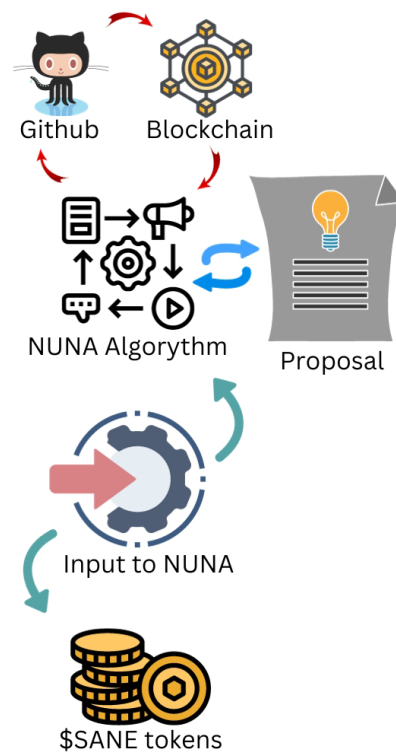 Github
Blockchain
NUNA Algorythm
Proposal
Input to NUNA
$SANE tokens